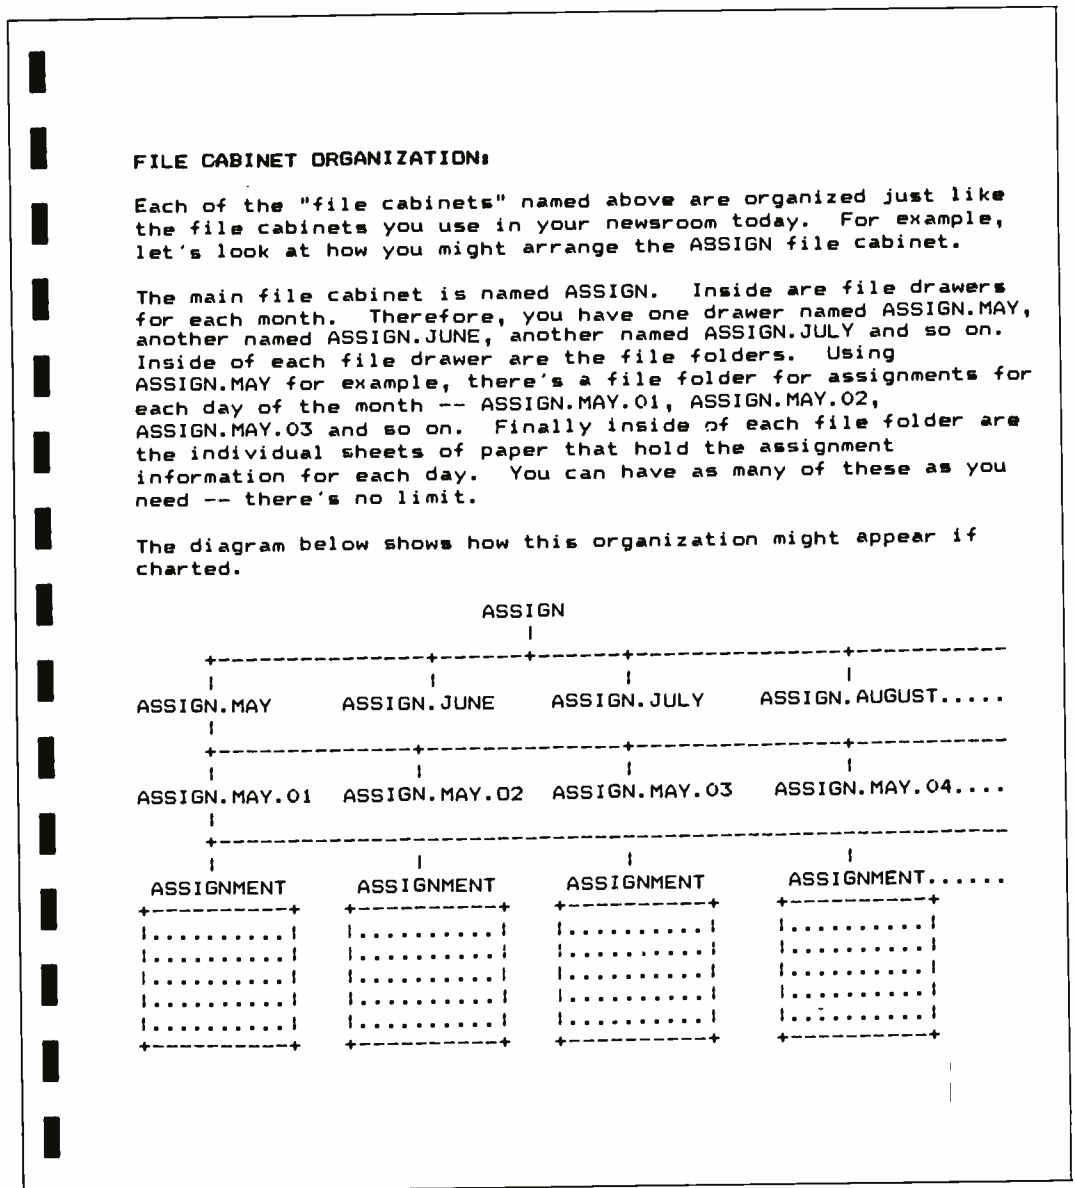 FILE CABINET ORGANIZATION:
Each of the "file cabinets" named above are organized just like
the file cabinets you use in your newsroom today. For example,
let's look at how you might arrange the ASSIGN file cabinet.
The main file cabinet is named ASSIGN. Inside are file drawers
for each month. Therefore, you have one drawer named ASSIGN.MAY,
another named ASSIGN.JUNE, another named ASSIGN.JULY and so on.
Inside of each file drawer are the file folders. Using
ASSIGN.MAY for example, there's a file folder for assignments for
each day of the month -- ASSIGN.MAY.01, ASSIGN.MAY.02,
ASSIGN.MAY.03 and so on. Finally inside of each file folder are
the individual sheets of paper that hold the assignment
information for each day. You can have as many of these as you
need -- there's no limit.
The diagram below shows how this organization might appear if
charted.
ASSIGN
ASSIGN.MAY ASSIGN.JUNE ASSIGN.JULY ASSIGN.AUGUST.....
ASSIGN.MAY.01 ASSIGN.MAY.02 ASSIGN.MAY.03 ASSIGN.MAY.04....
ASSIGNMENT ASSIGNMENT ASSIGNMENT ASSIGNMENT......